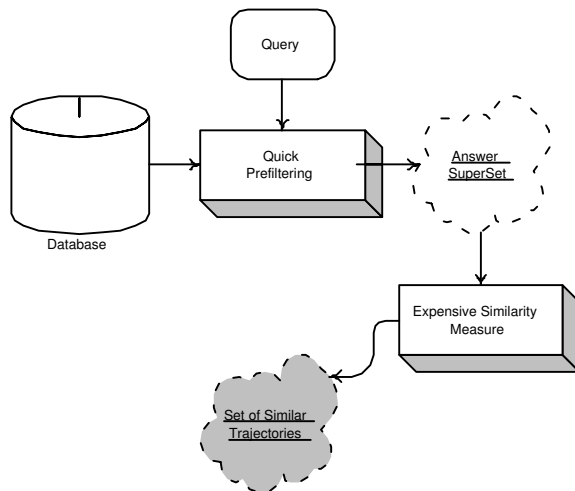 Query
Quick
Prefiltering
Answer
SuperSet
Database
Expensive Similarity
Measure
Set of Similar
Trajectories